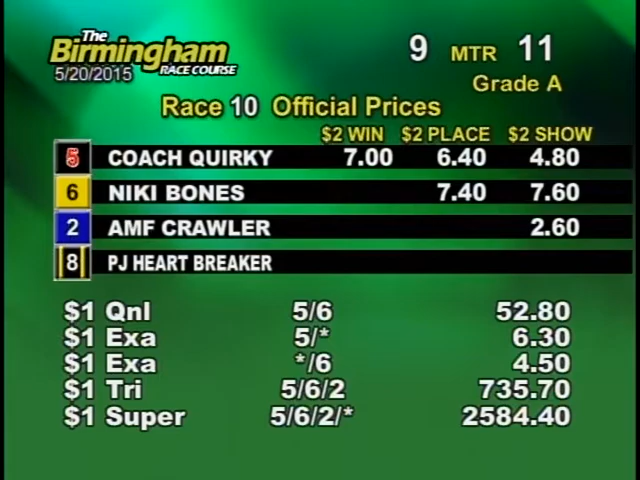 The
Birmingham
RACE COURSE
5/20/2015
9 MTR 11
Grade A
Race 10 Official Prices
$2 WIN $2 PLACE $2 SHOW
5 COACH QUIRKY 7.00 6.40 4.80
6 NIKI BONES 7.40 7.60
2 AMF CRAWLER 2.60
8 PJ HEART BREAKER
$1 Qnl 5/6 52.80
$1 Exa 5/* 6.30
$1 Exa */6 4.50
$1 Tri 5/6/2 735.70
$1 Super 5/6/2/* 2584.40